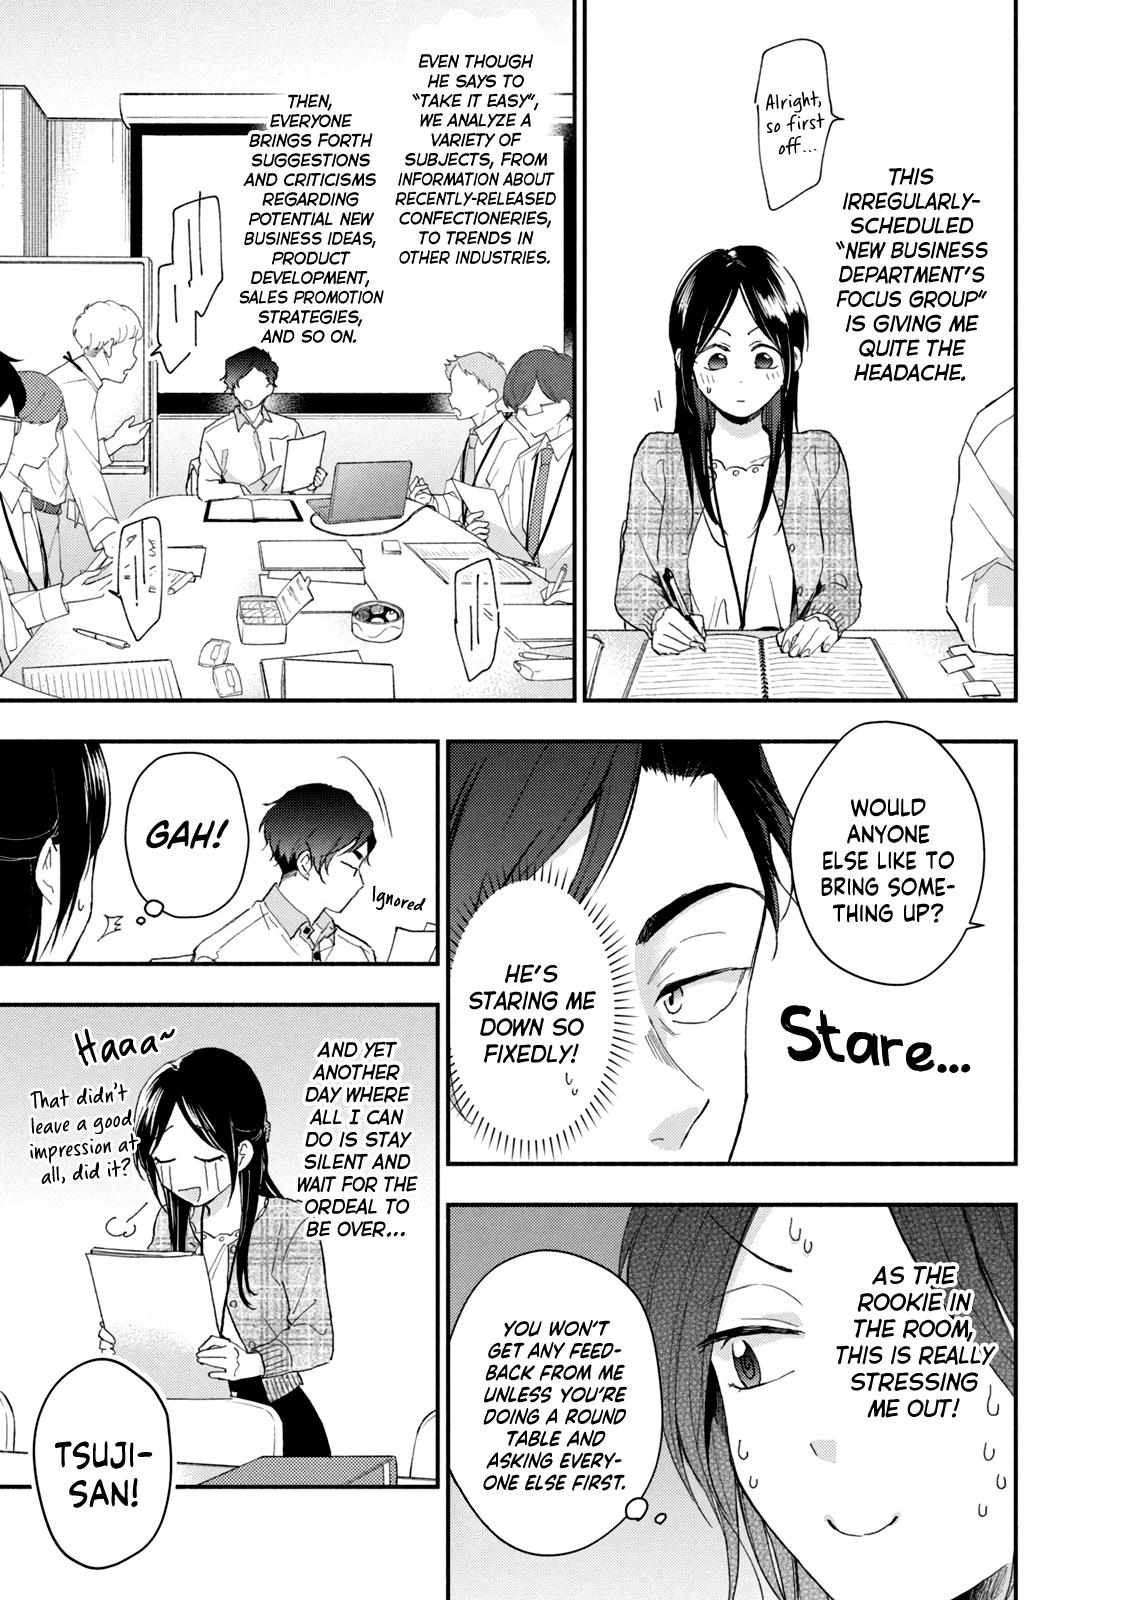 Alright,
so first
off...
THIS
IRREGULARLY-
SCHEDULED
"NEW BUSINESS
DEPARTMENT'S
FOCUS GROUP"
IS GIVING ME
QUITE THE
HEADACHE.
EVEN THOUGH
HE SAYS TO
"TAKE IT EASY",
WE ANALYZE A
VARIETY OF
SUBJECTS, FROM
INFORMATION ABOUT
RECENTLY-RELEASED
CONFECTIONERIES,
TO TRENDS IN
OTHER INDUSTRIES.
THEN,
EVERYONE
BRINGS FORTH
SUGGESTIONS
AND CRITICISMS
REGARDING
POTENTIAL NEW
BUSINESS IDEAS,
PRODUCT
DEVELOPMENT,
SALES PROMOTION
STRATEGIES,
AND SO ON.
WOULD
ANYONE
ELSE LIKE TO
BRING SOME-
THING UP?
Stare...
HE'S
STARING ME
DOWN SO
FIXEDLY!
GAH!
Ignored
AS THE
ROOKIE IN
THE ROOM,
THIS IS REALLY
STRESSING
ME OUT!
YOU WON'T
GET ANY FEED-
BACK FROM ME
UNLESS YOU'RE
DOING A ROUND
TABLE AND
ASKING EVERY-
ONE ELSE FIRST.
AND YET
ANOTHER
DAY WHERE
ALL I CAN
DO IS STAY
SILENT AND
WAIT FOR THE
ORDEAL TO
BE OVER...
Haaa~
That didn't
leave a good
impression at
all, did it?
TSUJI-
SAN!